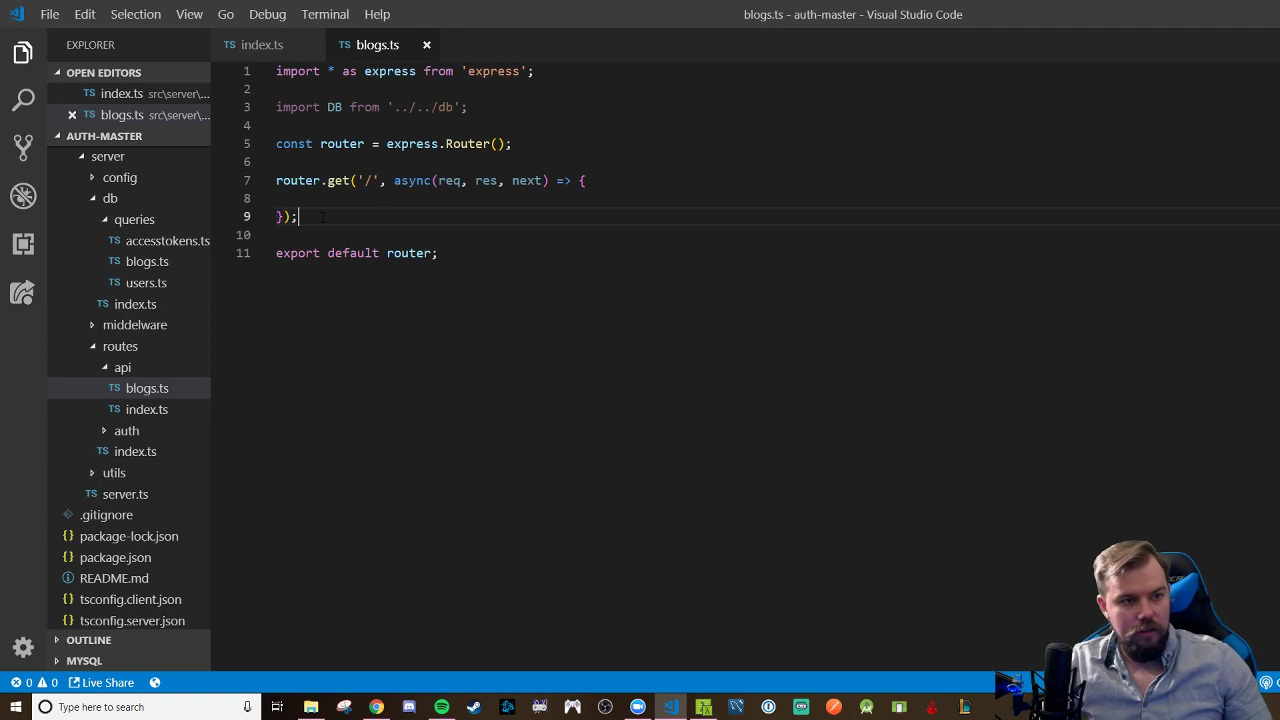 File Edit Selection View Go Debug Terminal Help
blogs.ts - auth-master - Visual Studio Code
EXPLORER
TS index.ts
TS blogs.ts
OPEN EDITORS
TS index.ts src\server\...
TS blogs.ts src\server\...
AUTH-MASTER
server
config
db
queries
TS accesstokens.ts
TS blogs.ts
TS users.ts
TS index.ts
middelware
routes
api
TS blogs.ts
TS index.ts
auth
TS index.ts
utils
TS server.ts
.gitignore
{} package-lock.json
{} package.json
README.md
{} tsconfig.client.json
{} tsconfig.server.json
OUTLINE
MYSQL
1 import * as express from 'express';
2
3 import DB from '../../db';
4
5 const router = express.Router();
6
7 router.get('/', async(req, res, next) => {
8
9 });
10
11 export default router;
0 0 Live Share
Type here to search